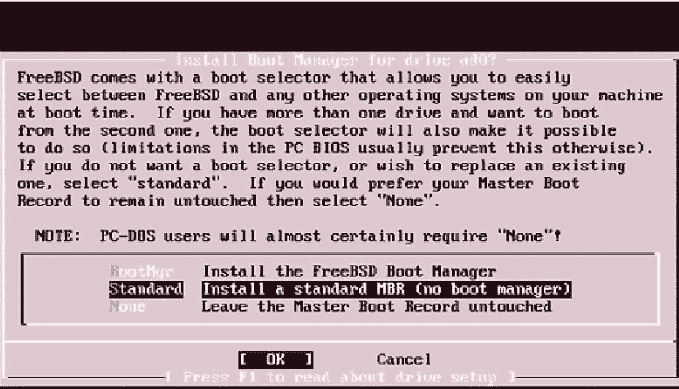 Install Boot Manager for drive ad0?
FreeBSD comes with a boot selector that allows you to easily
select between FreeBSD and any other operating systems on your machine
at boot time.  If you have more than one drive and want to boot
from the second one, the boot selector will also make it possible
to do so (limitations in the PC BIOS usually prevent this otherwise).
If you do not want a boot selector, or wish to replace an existing
one, select "standard".  If you would prefer your Master Boot
Record to remain untouched then select "None".
NOTE:  PC-DOS users will almost certainly require "None"!
BootMgr   Install the FreeBSD Boot Manager
Standard   Install a standard MBR (no boot manager)
None   Leave the Master Boot Record untouched
[  OK  ]   Cancel
[ Press F1 to read about drive setup ]